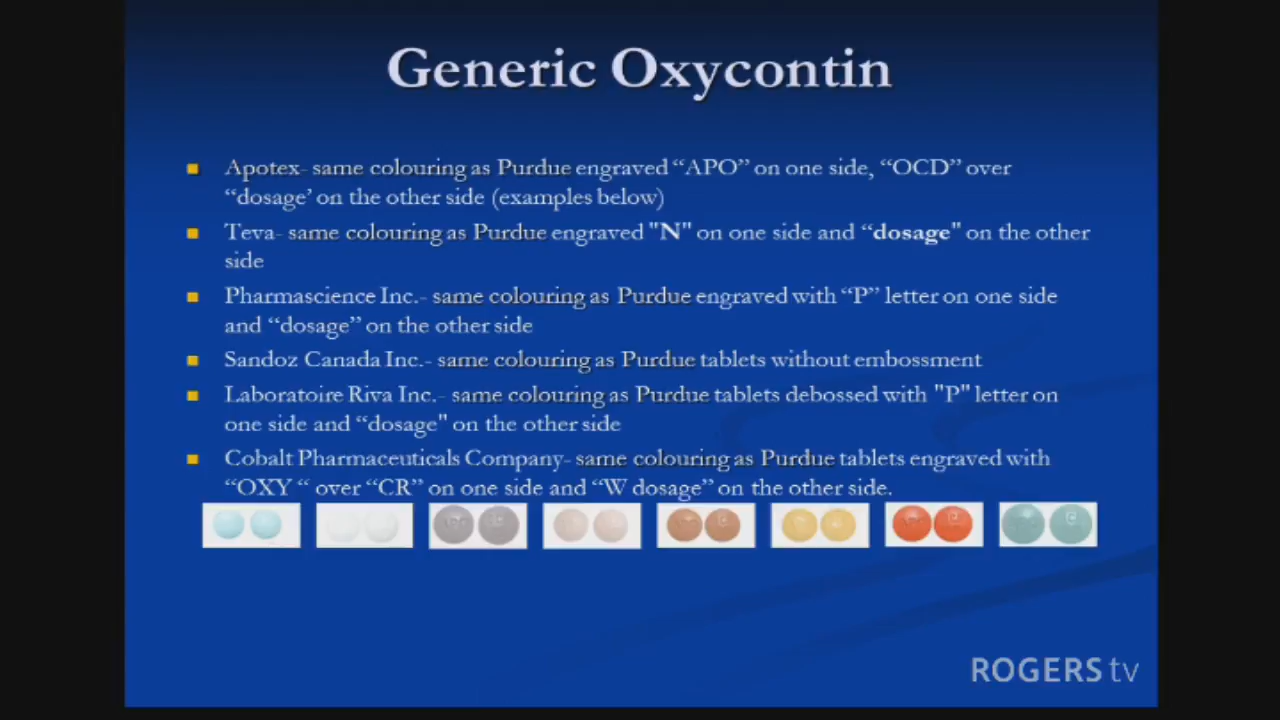 Generic Oxycontin
Apotex- same colouring as Purdue engraved “APO” on one side, “OCD” over
“dosage’ on the other side (examples below)
Teva- same colouring as Purdue engraved "N" on one side and “dosage" on the other
side
Pharmascience Inc.- same colouring as Purdue engraved with “P” letter on one side
and “dosage” on the other side
Sandoz Canada Inc.- same colouring as Purdue tablets without embossment
Laboratoire Riva Inc.- same colouring as Purdue tablets debossed with "P" letter on
one side and “dosage" on the other side
Cobalt Pharmaceuticals Company- same colouring as Purdue tablets engraved with
“OXY “ over “CR” on one side and “W dosage” on the other side.
ROGERS tv